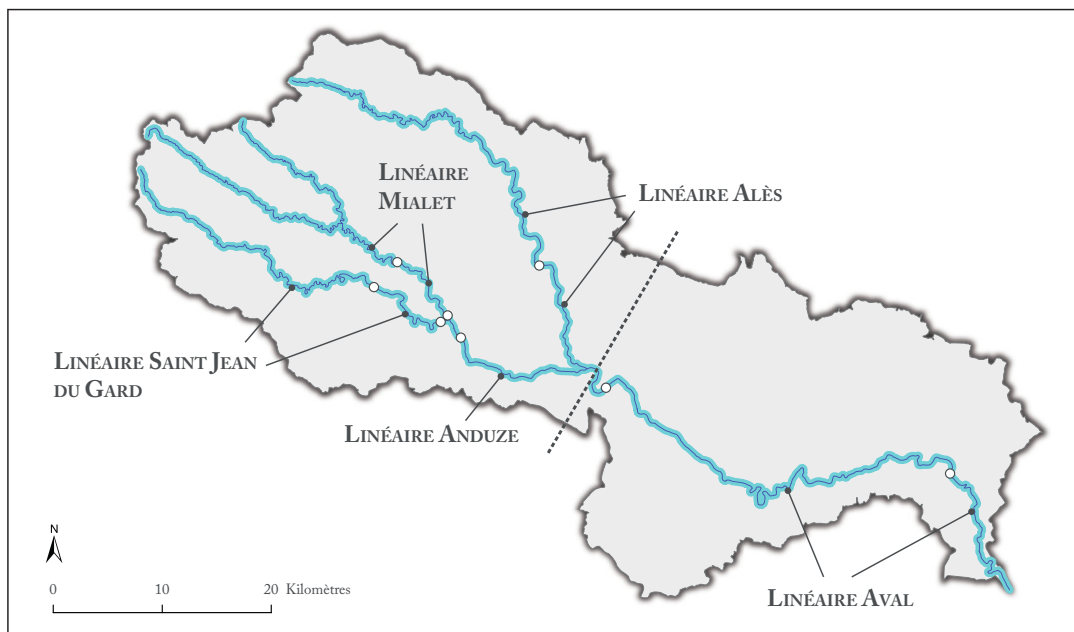 LINÉAIRE
MIALET
LINÉAIRE ALÈS
LINÉAIRE SAINT JEAN
DU GARD
LINÉAIRE ANDUZE
N
0 10 20 Kilomètres
LINÉAIRE AVAL